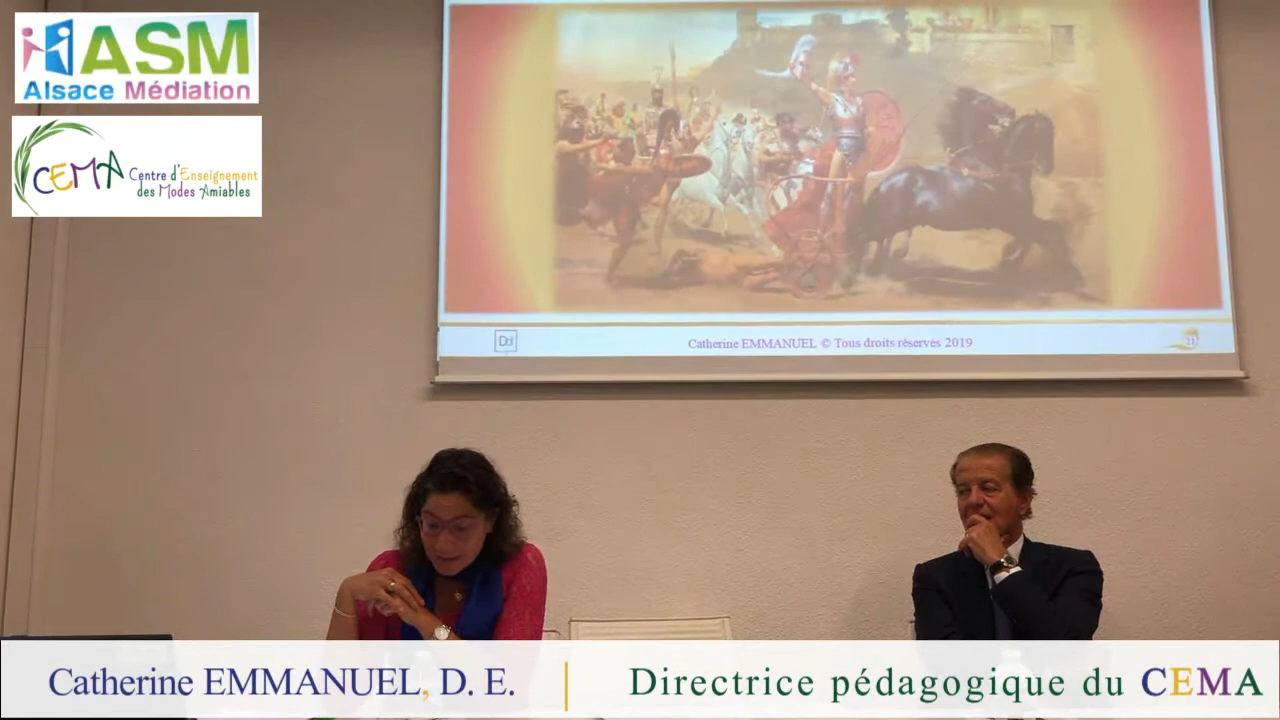 ASM
Alsace Médiation
CEMA Centre d'Enseignement
des Modes Amiables
Catherine EMMANUEL © Tous droits réservés 2019
21
Catherine EMMANUEL, D. E.
Directrice pédagogique du CEMA